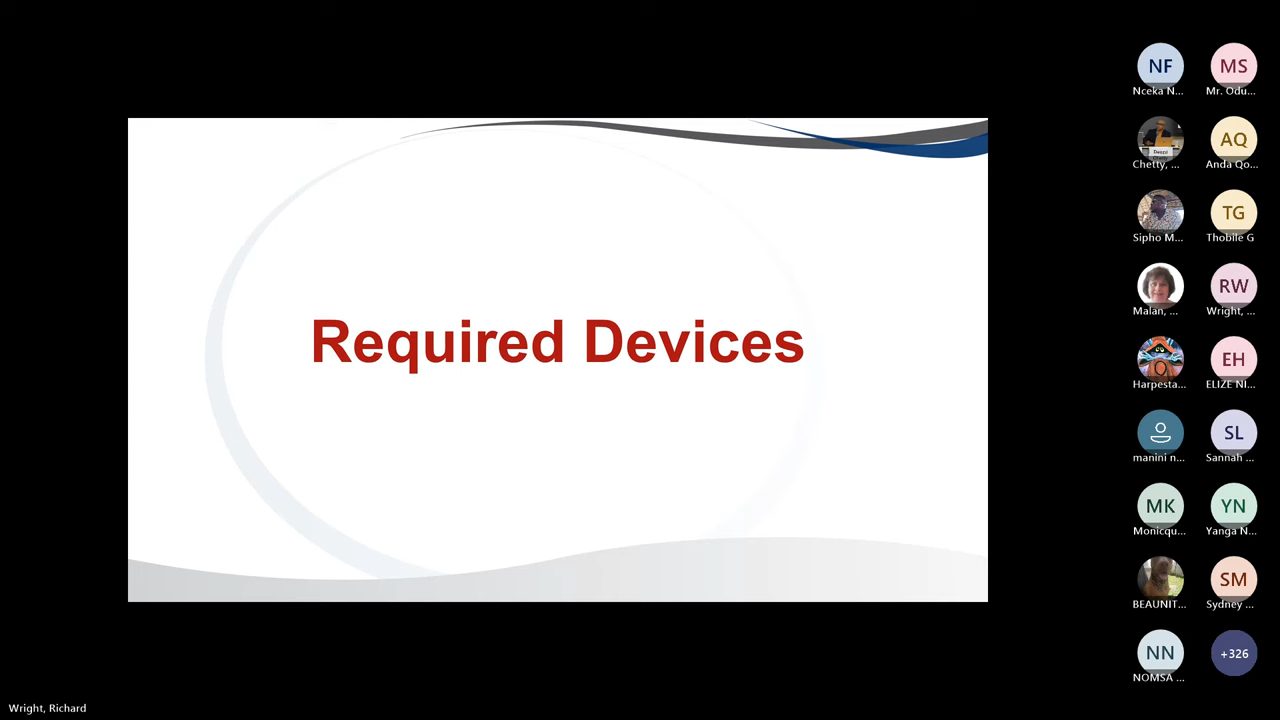 Required Devices
NF
Nceka N...
MS
Mr. Odu...
Chetty, ...
AQ
Anda Qo...
Sipho M...
TG
Thobile G
Malan, ...
RW
Wright, ...
Harpesta...
EH
ELIZE NI...
manini n...
SL
Sannah ...
MK
Monicqu...
YN
Yanga N...
BEAUNIT...
SM
Sydney ...
NN
NOMSA ...
+326
Wright, Richard